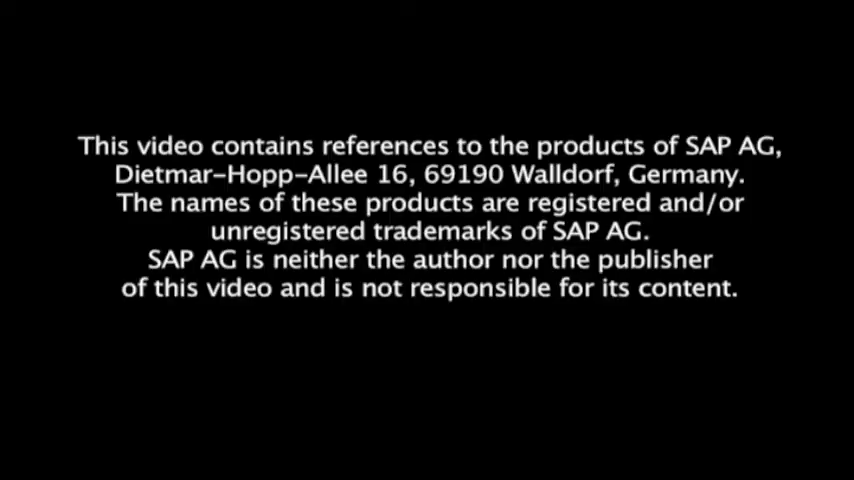 This video contains references to the products of SAP AG,
Dietmar-Hopp-Allee 16, 69190 Walldorf, Germany.
The names of these products are registered and/or
unregistered trademarks of SAP AG.
SAP AG is neither the author nor the publisher
of this video and is not responsible for its content.